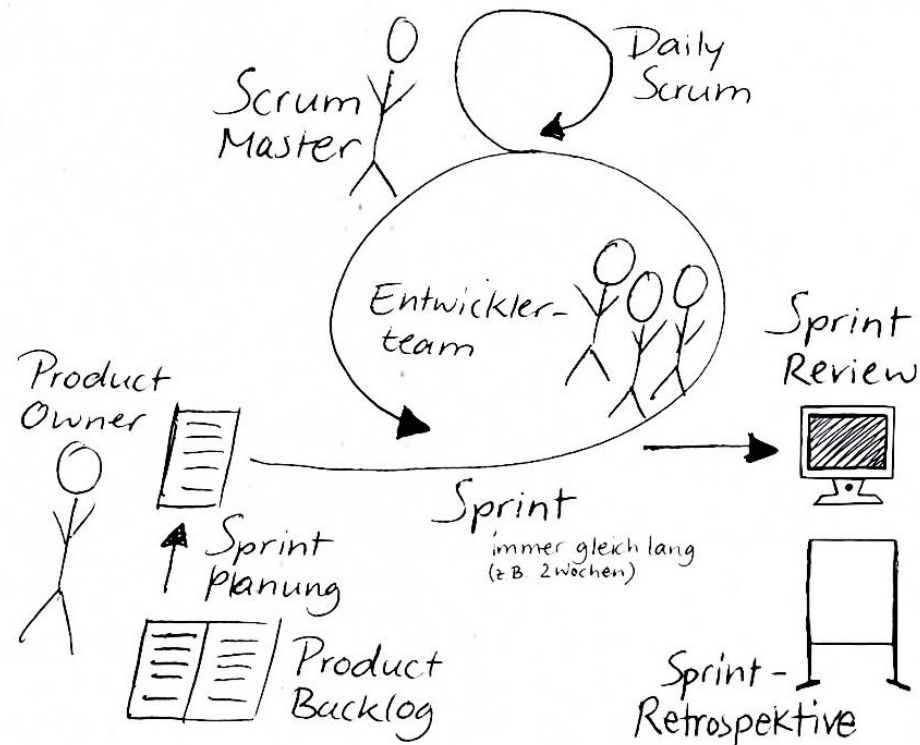 Daily
Scrum
Scrum
Master
Entwickler-
team
Sprint
Review
Product
Owner
Sprint
immer gleich lang
(z.B. 2 Wochen)
Sprint
planung
Product
Backlog
Sprint-
Retrospektive